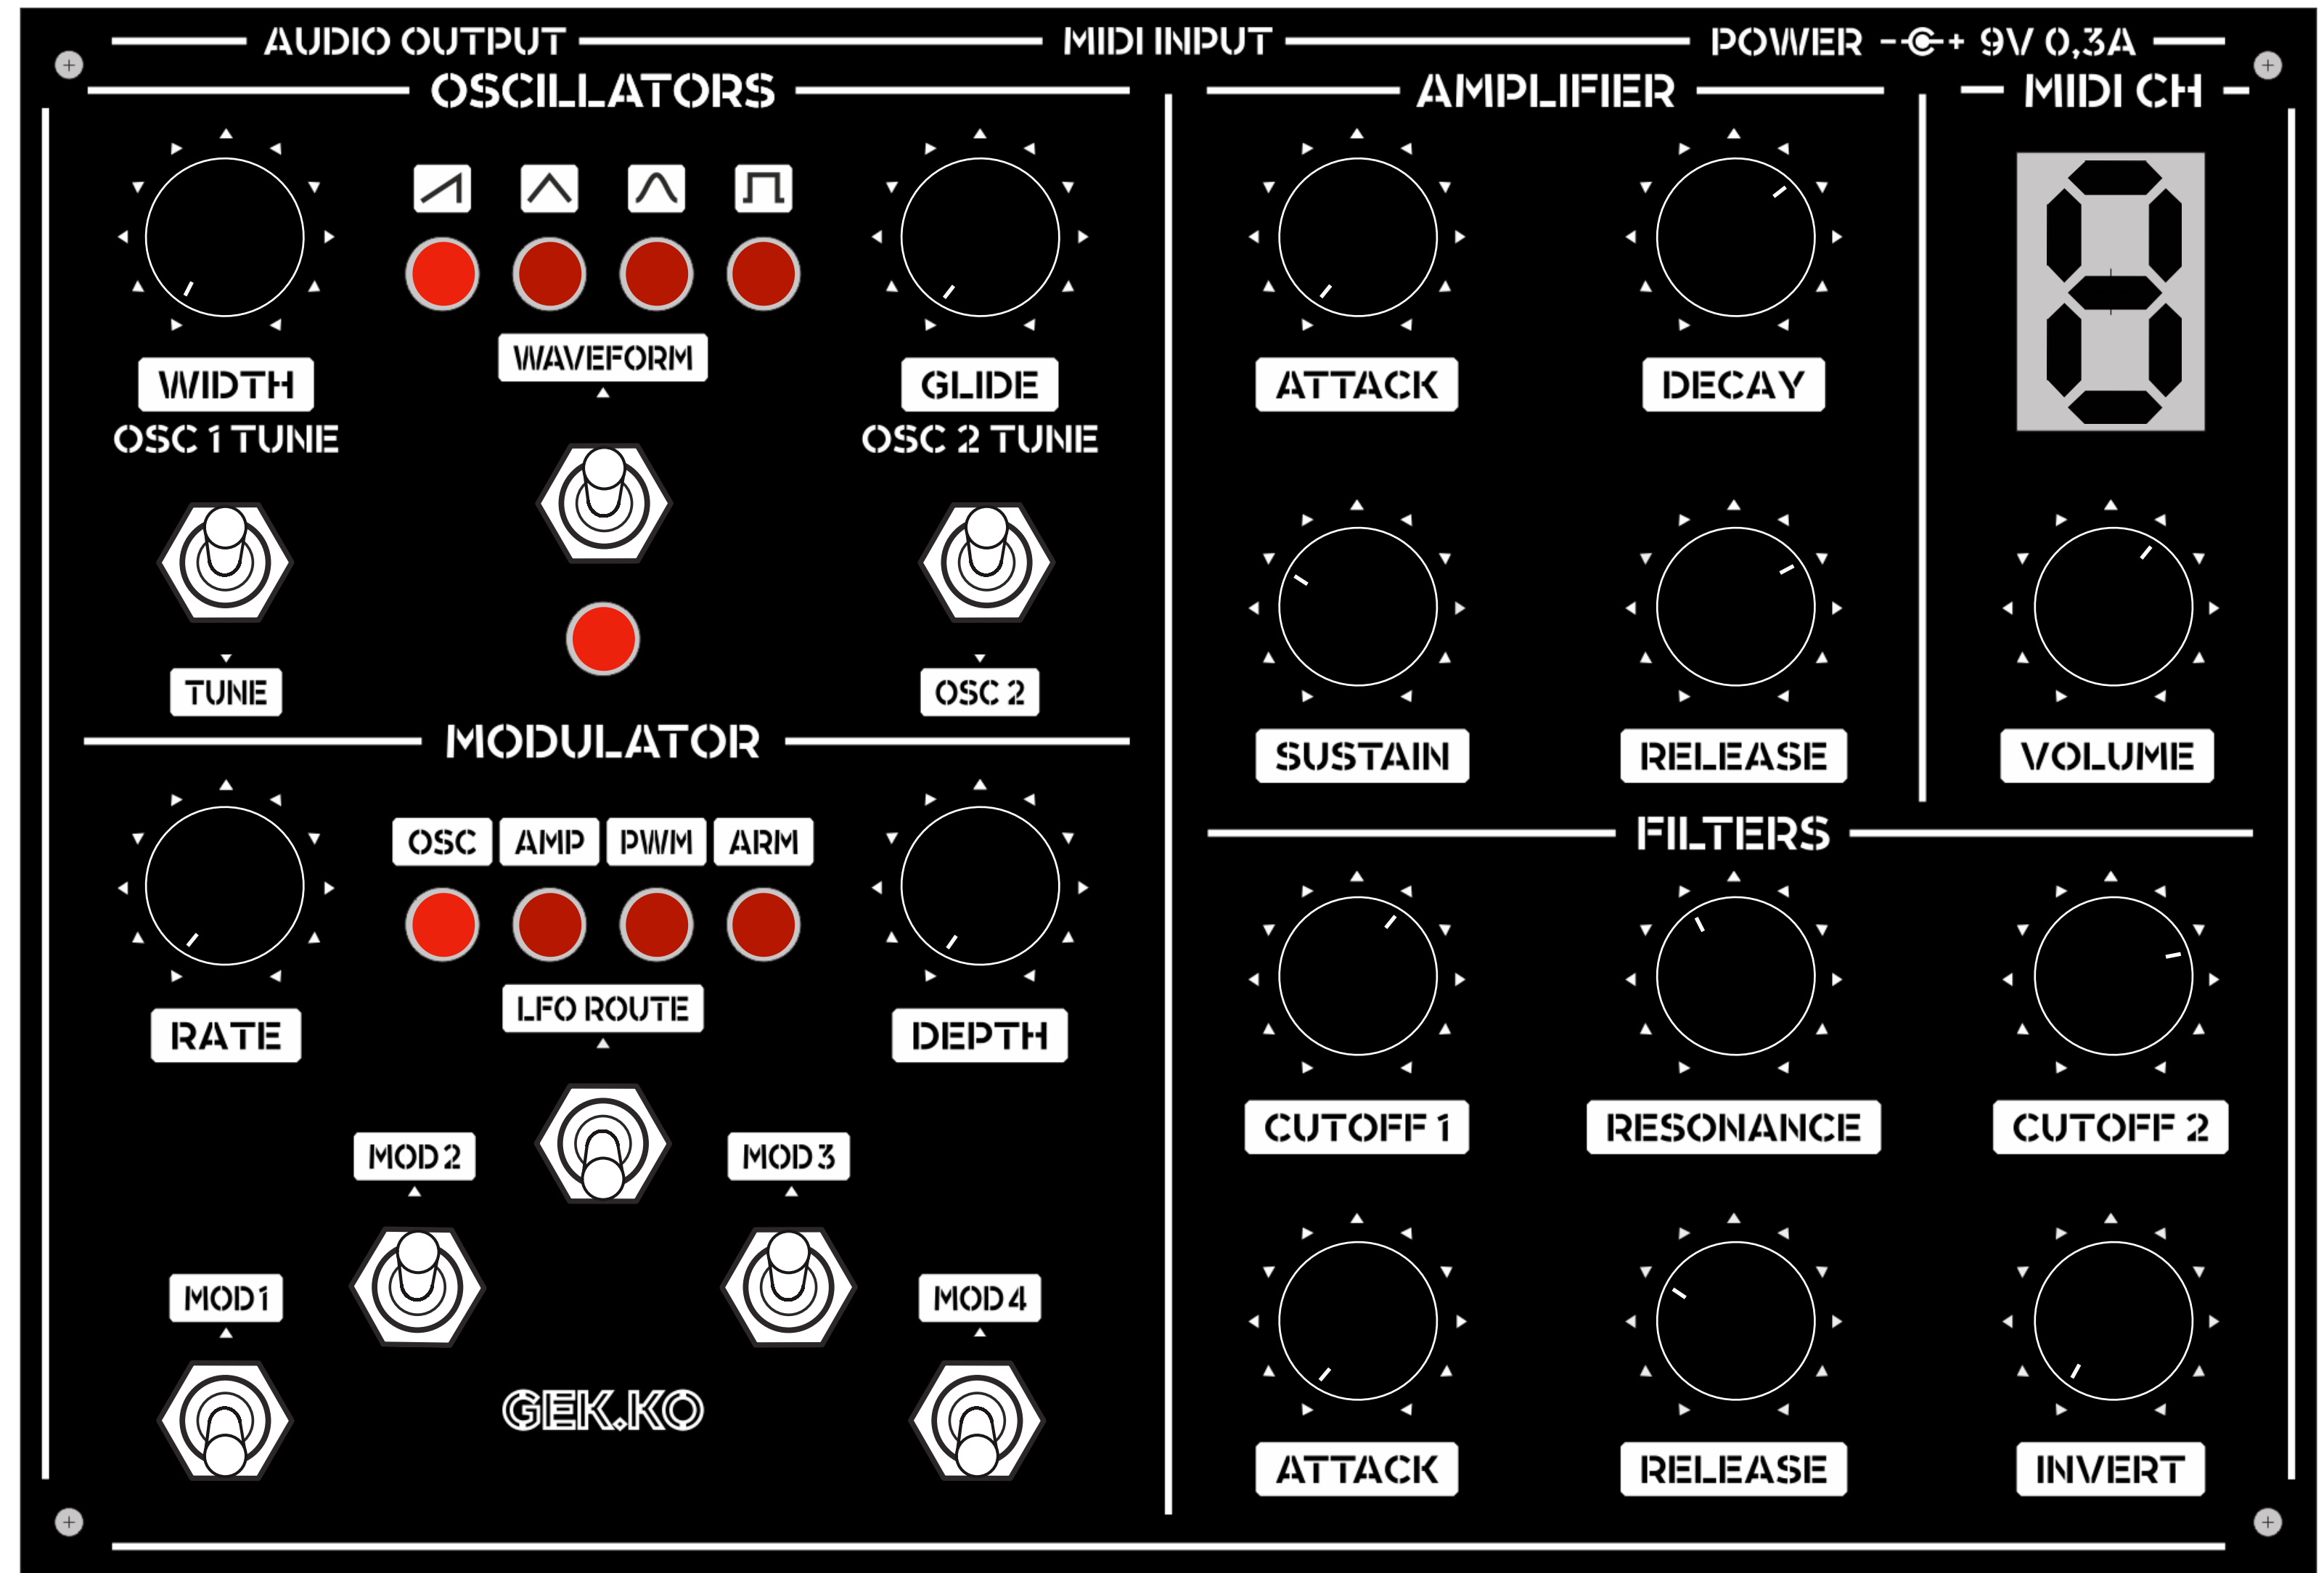 AUDIO OUTPUT
MIDI INPUT
POWER -C+ 9V 0,3A
OSCILLATORS
WIDTH
OSC 1 TUNE
WAVEFORM
GLIDE
OSC 2 TUNE
TUNE
OSC 2
MODULATOR
OSC AMP PWM ARM
RATE
LFO ROUTE
DEPTH
MOD 2
MOD 3
MOD 1
MOD 4
GEK.KO
AMPLIFIER
ATTACK
DECAY
SUSTAIN
RELEASE
MIDI CH
VOLUME
FILTERS
CUTOFF 1
RESONANCE
CUTOFF 2
ATTACK
RELEASE
INVERT